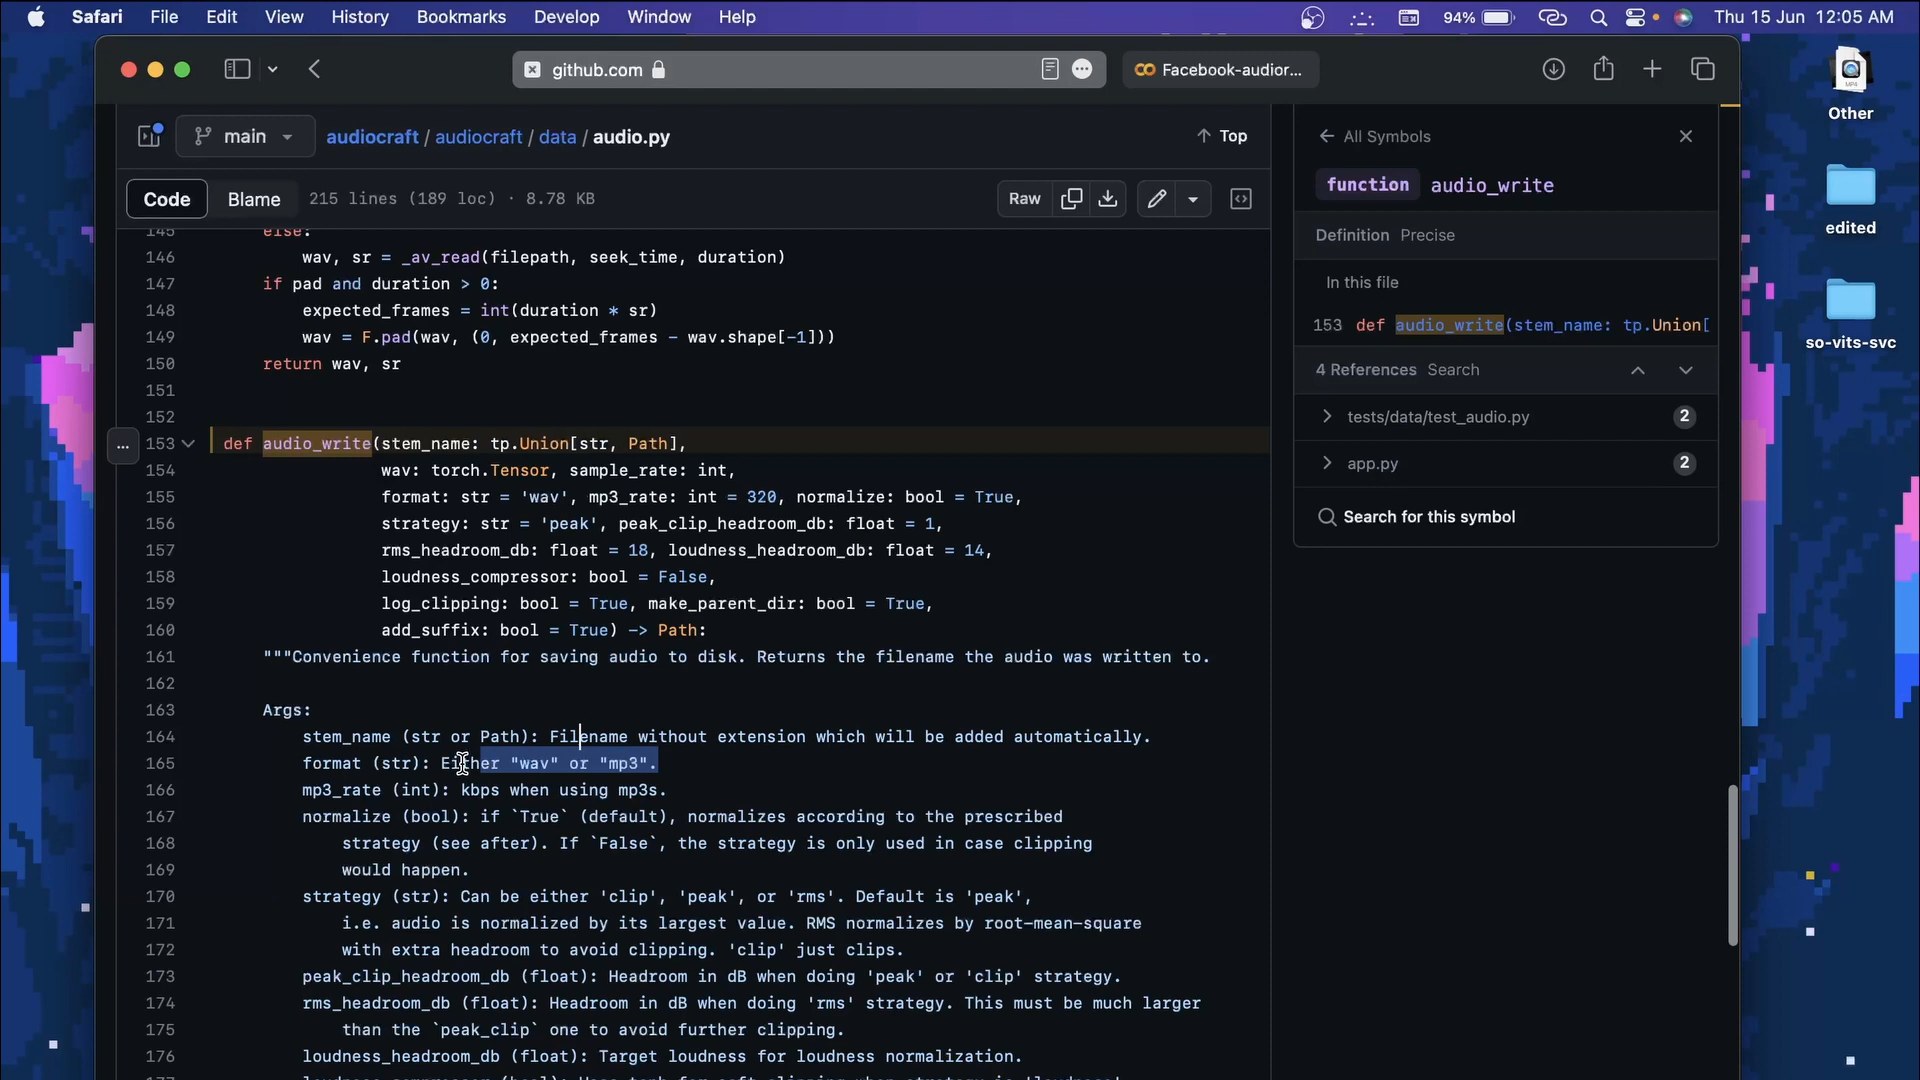 Safari File Edit View History Bookmarks Develop Window Help 94% Thu 15 Jun 12:05 AM
github.com Facebook-audior...
MP4
Other
edited
so-vits-svc
main audiocraft / audiocraft / data / audio.py Top
Code Blame 215 lines (189 loc) · 8.78 KB Raw
145 else:
146 wav, sr = _av_read(filepath, seek_time, duration)
147 if pad and duration > 0:
148 expected_frames = int(duration * sr)
149 wav = F.pad(wav, (0, expected_frames - wav.shape[-1]))
150 return wav, sr
151
152
153 def audio_write(stem_name: tp.Union[str, Path],
154 wav: torch.Tensor, sample_rate: int,
155 format: str = 'wav', mp3_rate: int = 320, normalize: bool = True,
156 strategy: str = 'peak', peak_clip_headroom_db: float = 1,
157 rms_headroom_db: float = 18, loudness_headroom_db: float = 14,
158 loudness_compressor: bool = False,
159 log_clipping: bool = True, make_parent_dir: bool = True,
160 add_suffix: bool = True) -> Path:
161 """Convenience function for saving audio to disk. Returns the filename the audio was written to.
162
163 Args:
164 stem_name (str or Path): Filename without extension which will be added automatically.
165 format (str): Either "wav" or "mp3".
166 mp3_rate (int): kbps when using mp3s.
167 normalize (bool): if `True` (default), normalizes according to the prescribed
168 strategy (see after). If `False`, the strategy is only used in case clipping
169 would happen.
170 strategy (str): Can be either 'clip', 'peak', or 'rms'. Default is 'peak',
171 i.e. audio is normalized by its largest value. RMS normalizes by root-mean-square
172 with extra headroom to avoid clipping. 'clip' just clips.
173 peak_clip_headroom_db (float): Headroom in dB when doing 'peak' or 'clip' strategy.
174 rms_headroom_db (float): Headroom in dB when doing 'rms' strategy. This must be much larger
175 than the `peak_clip` one to avoid further clipping.
176 loudness_headroom_db (float): Target loudness for loudness normalization.
All Symbols
function audio_write
Definition Precise
In this file
153 def audio_write(stem_name: tp.Union[
4 References Search
tests/data/test_audio.py 2
app.py 2
Search for this symbol